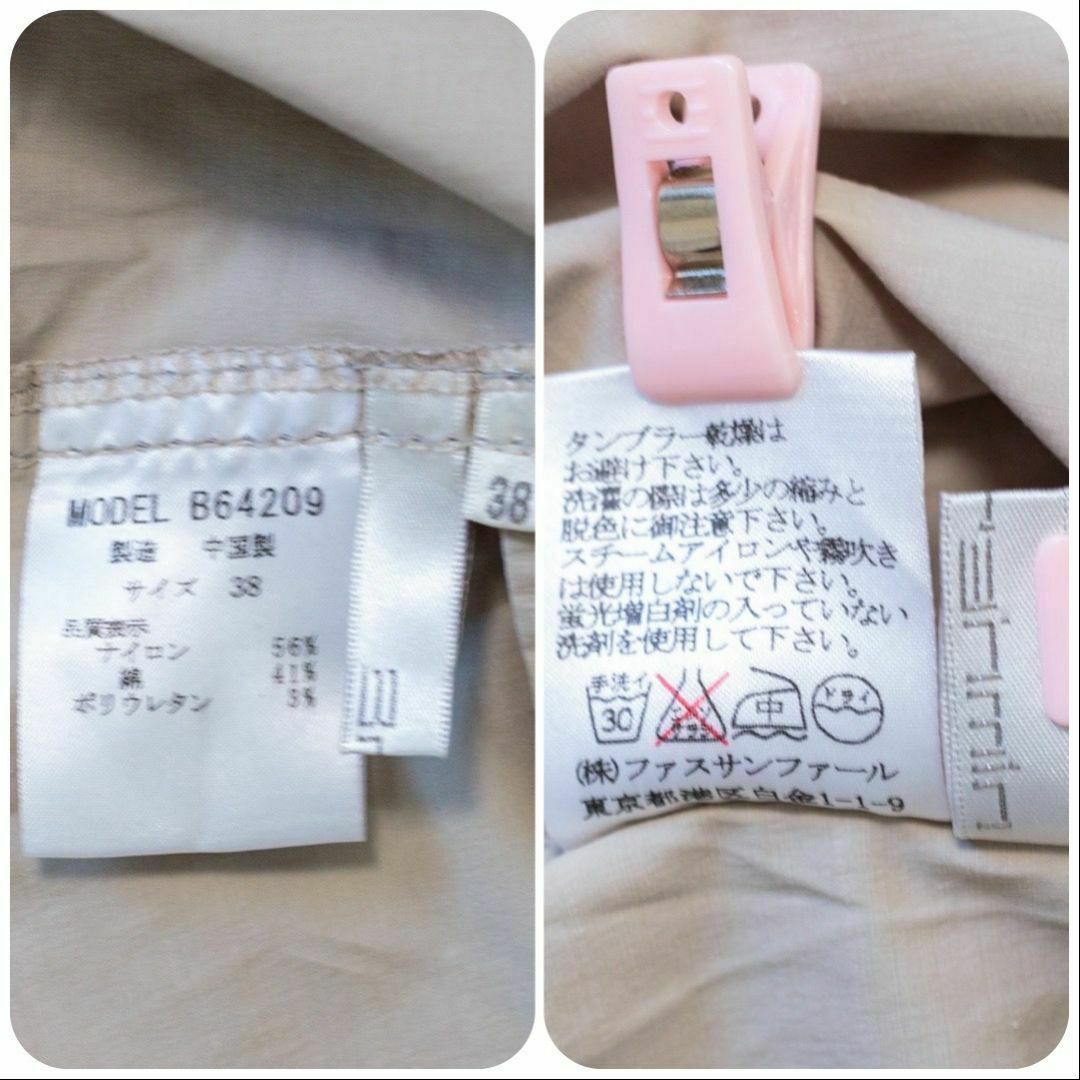 MODEL B64209
製造 中国製
サイズ 38
品質表示
ナイロン 56%
綿 41%
ポリウレタン 3%
38
タンブラー乾燥は
お避け下さい。
洗濯の際は多少の縮みと
脱色に御注意下さい。
スチームアイロンや霧吹き
は使用しないで下さい。
蛍光増白剤の入っていない
洗剤を使用して下さい。
手洗イ
30
エンソ
サラシ
中
ドライ
(株)ファスサンファール
東京都港区白金1-1-9